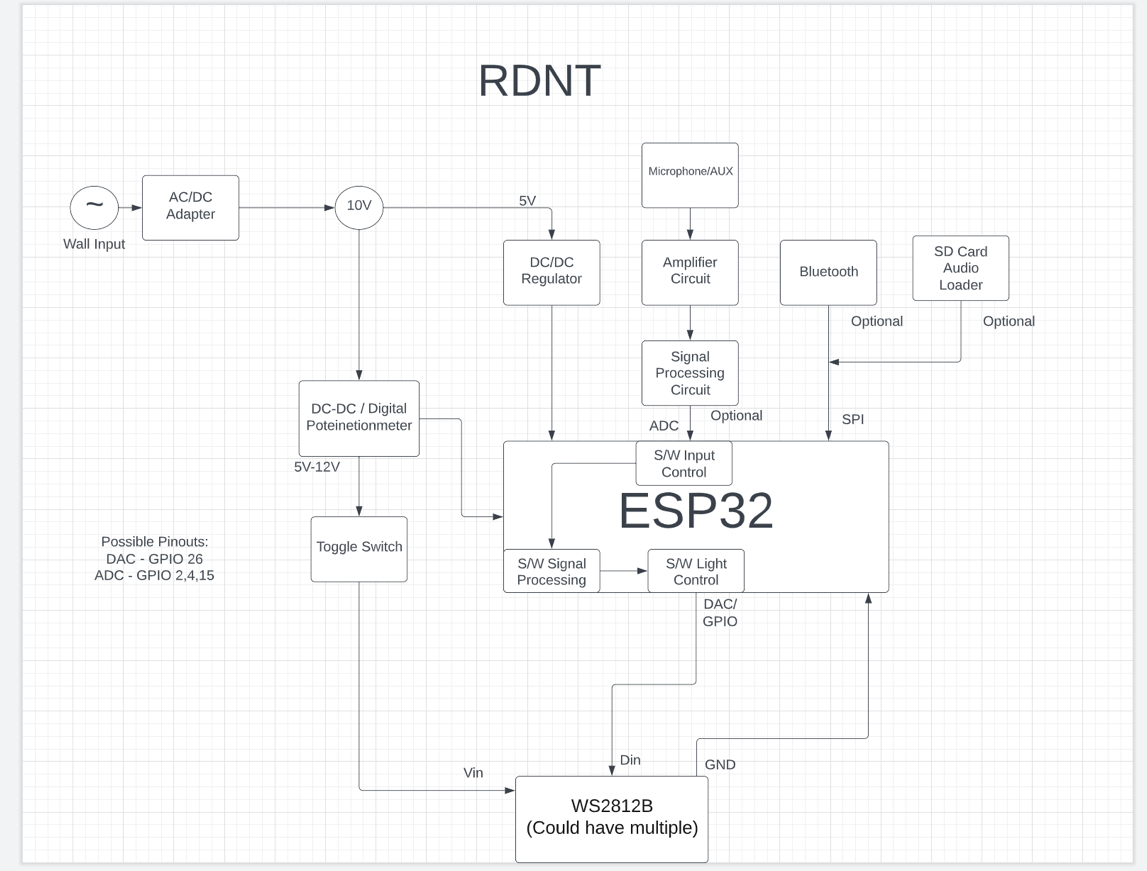 RDNT
Microphone/AUX
~
AC/DC
Adapter
10V
5V
Wall Input
DC/DC
Regulator
Amplifier
Circuit
Bluetooth
SD Card
Audio
Loader
Optional
Optional
Signal
Processing
Circuit
DC-DC / Digital
Poteinetionmeter
ADC
Optional
SPI
5V-12V
S/W Input
Control
ESP32
Toggle Switch
Possible Pinouts:
DAC - GPIO 26
ADC - GPIO 2,4,15
S/W Signal
Processing
S/W Light
Control
DAC/
GPIO
Din
GND
Vin
WS2812B
(Could have multiple)